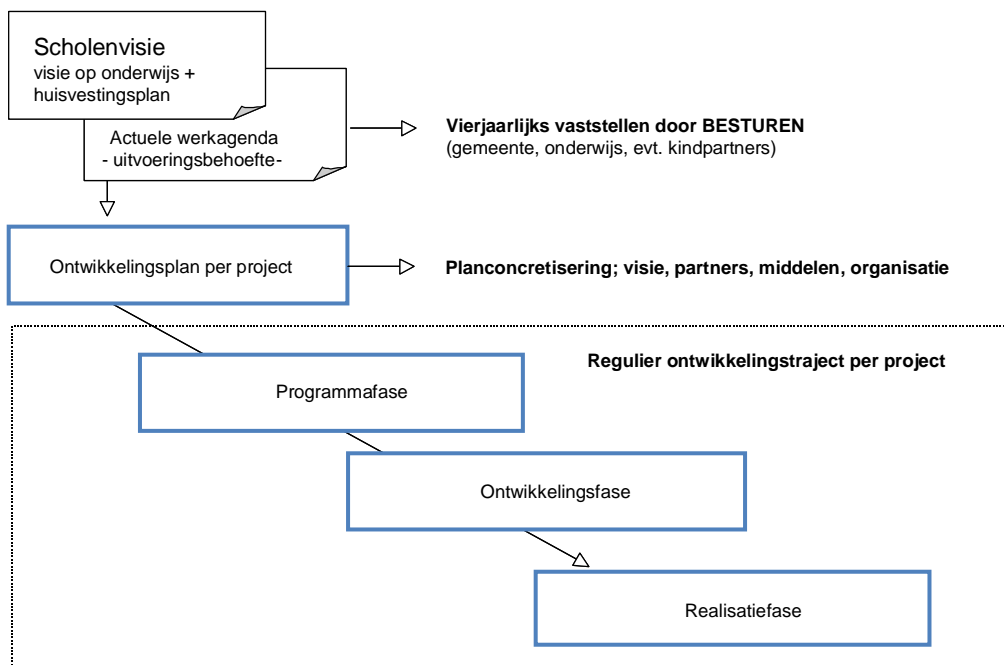 Scholenvisie
visie op onderwijs +
huisvestingsplan
Actuele werkagenda
- uitvoeringsbehoefte-
Vierjaarlijks vaststellen door BESTUREN
(gemeente, onderwijs, evt. kindpartners)
Ontwikkelingsplan per project
Planconcretisering; visie, partners, middelen, organisatie
Regulier ontwikkelingstraject per project
Programmafase
Ontwikkelingsfase
Realisatiefase